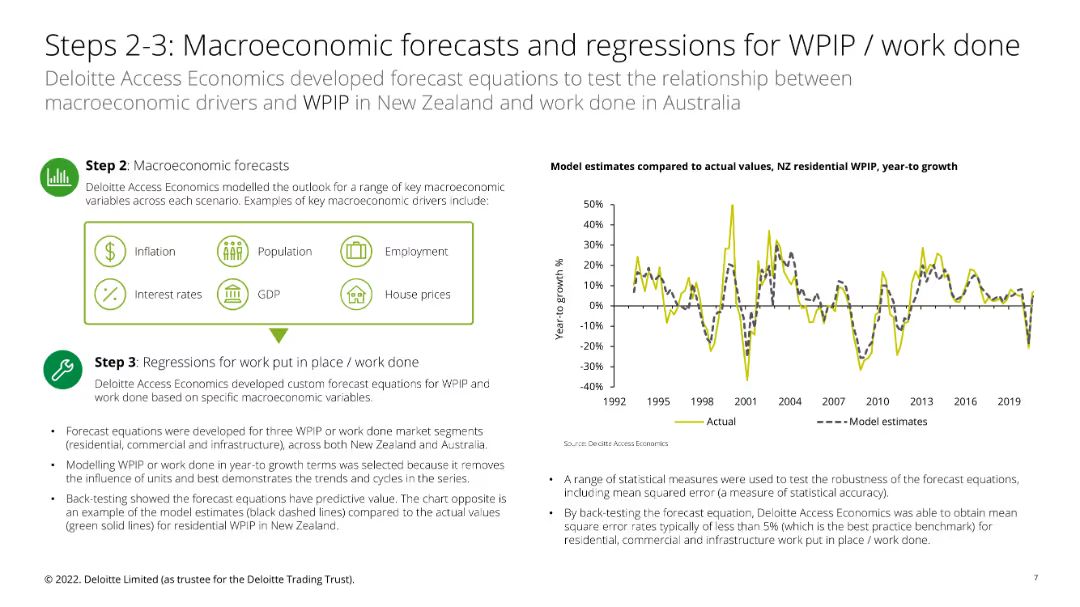 Steps 2-3: Macroeconomic forecasts and regressions for WPIP / work done
Deloitte Access Economics developed forecast equations to test the relationship between
macroeconomic drivers and WPIP in New Zealand and work done in Australia
Step 2: Macroeconomic forecasts
Deloitte Access Economics modelled the outlook for a range of key macroeconomic
variables across each scenario. Examples of key macroeconomic drivers include:
Inflation
Population
Employment
Interest rates
GDP
House prices
Step 3: Regressions for work put in place / work done
Deloitte Access Economics developed custom forecast equations for WPIP and
work done based on specific macroeconomic variables.
• Forecast equations were developed for three WPIP or work done market segments
(residential, commercial and infrastructure), across both New Zealand and Australia.
• Modelling WPIP or work done in year-to growth terms was selected because it removes
the influence of units and best demonstrates the trends and cycles in the series.
• Back-testing showed the forecast equations have predictive value. The chart opposite is
an example of the model estimates (black dashed lines) compared to the actual values
(green solid lines) for residential WPIP in New Zealand.
Model estimates compared to actual values, NZ residential WPIP, year-to growth
Year-to growth %
50%
40%
30%
20%
10%
0%
-10%
-20%
-30%
-40%
1992 1995 1998 2001 2004 2007 2010 2013 2016 2019
Actual
Model estimates
Source: Deloitte Access Economics
• A range of statistical measures were used to test the robustness of the forecast equations,
including mean squared error (a measure of statistical accuracy).
• By back-testing the forecast equation, Deloitte Access Economics was able to obtain mean
square error rates typically of less than 5% (which is the best practice benchmark) for
residential, commercial and infrastructure work put in place / work done.
© 2022. Deloitte Limited (as trustee for the Deloitte Trading Trust).
7